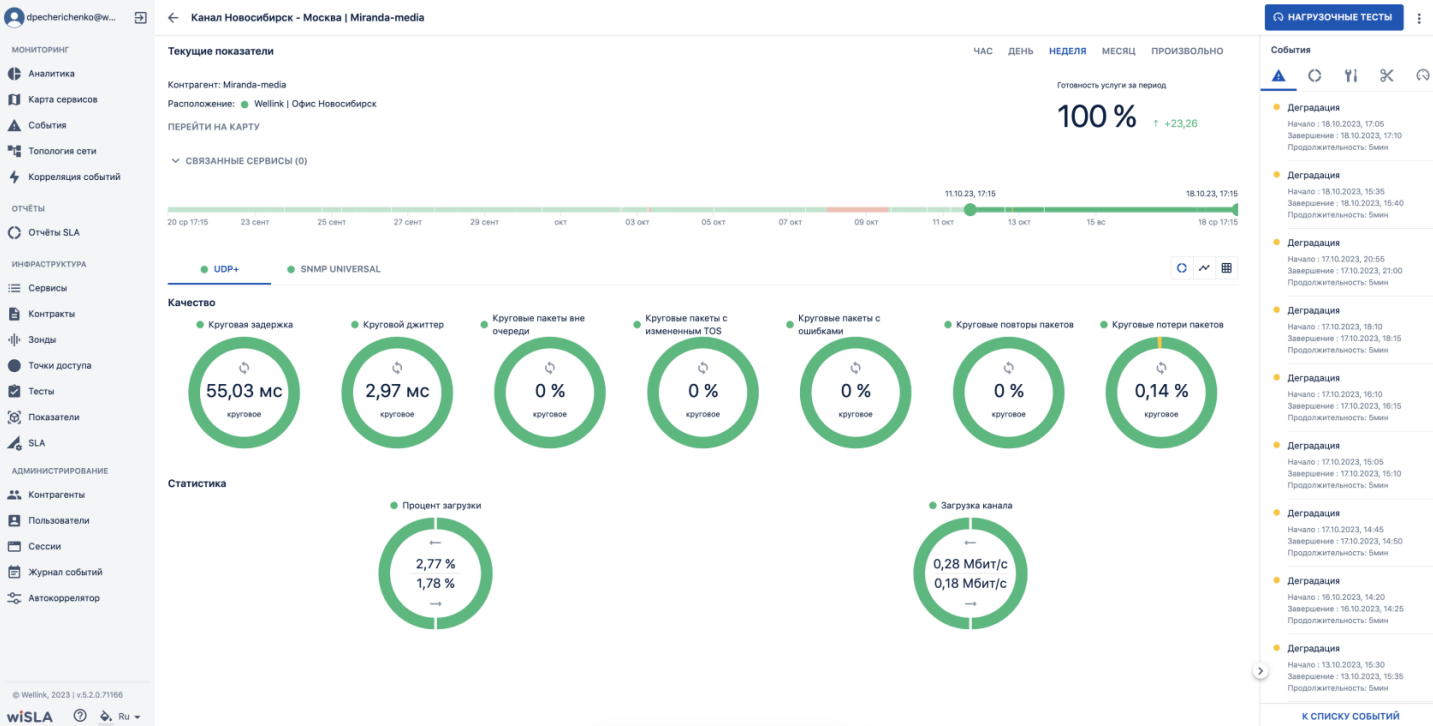 dpecherichenko@w...
МОНИТОРИНГ
Аналитика
Карта сервисов
События
Топология сети
Корреляция событий
ОТЧЁТЫ
Отчёты SLA
ИНФРАСТРУКТУРА
Сервисы
Контракты
Зонды
Точки доступа
Тесты
Показатели
SLA
АДМИНИСТРИРОВАНИЕ
Контрагенты
Пользователи
Сессии
Журнал событий
Автокоррелятор
© Wellink, 2023 | v.5.2.0.71166
wiSLA
Ru
Канал Новосибирск - Москва | Miranda-media
НАГРУЗОЧНЫЕ ТЕСТЫ
Текущие показатели
ЧАС ДЕНЬ НЕДЕЛЯ МЕСЯЦ ПРОИЗВОЛЬНО
Контрагент: Miranda-media
Расположение: Wellink | Офис Новосибирск
ПЕРЕЙТИ НА КАРТУ
Готовность услуги за период
100 % ↑ +23,26
СВЯЗАННЫЕ СЕРВИСЫ (0)
11.10.23, 17:15 18.10.23, 17:15
20 ср 17:15 23 сент 25 сент 27 сент 29 сент окт 03 окт 05 окт 07 окт 09 окт 11 окт 13 окт 15 вс 18 ср 17:15
UDP+ SNMP UNIVERSAL
Качество
Круговая задержка
55,03 мс
круговое
Круговой джиттер
2,97 мс
круговое
Круговые пакеты вне
очереди
0 %
круговое
Круговые пакеты с
измененным TOS
0 %
круговое
Круговые пакеты с
ошибками
0 %
круговое
Круговые повторы пакетов
0 %
круговое
Круговые потери пакетов
0,14 %
круговое
Статистика
Процент загрузки
←
2,77 %
1,78 %
→
Загрузка канала
←
0,28 Мбит/с
0,18 Мбит/с
→
События
Деградация
Начало : 18.10.2023, 17:05
Завершение : 18.10.2023, 17:10
Продолжительность: 5мин
Деградация
Начало : 18.10.2023, 15:35
Завершение : 18.10.2023, 15:40
Продолжительность: 5мин
Деградация
Начало : 17.10.2023, 20:55
Завершение : 17.10.2023, 21:00
Продолжительность: 5мин
Деградация
Начало : 17.10.2023, 18:10
Завершение : 17.10.2023, 18:15
Продолжительность: 5мин
Деградация
Начало : 17.10.2023, 16:10
Завершение : 17.10.2023, 16:15
Продолжительность: 5мин
Деградация
Начало : 17.10.2023, 15:05
Завершение : 17.10.2023, 15:10
Продолжительность: 5мин
Деградация
Начало : 17.10.2023, 14:45
Завершение : 17.10.2023, 14:50
Продолжительность: 5мин
Деградация
Начало : 16.10.2023, 14:20
Завершение : 16.10.2023, 14:25
Продолжительность: 5мин
Деградация
Начало : 13.10.2023, 15:30
Завершение : 13.10.2023, 15:35
Продолжительность: 5мин
К СПИСКУ СОБЫТИЙ